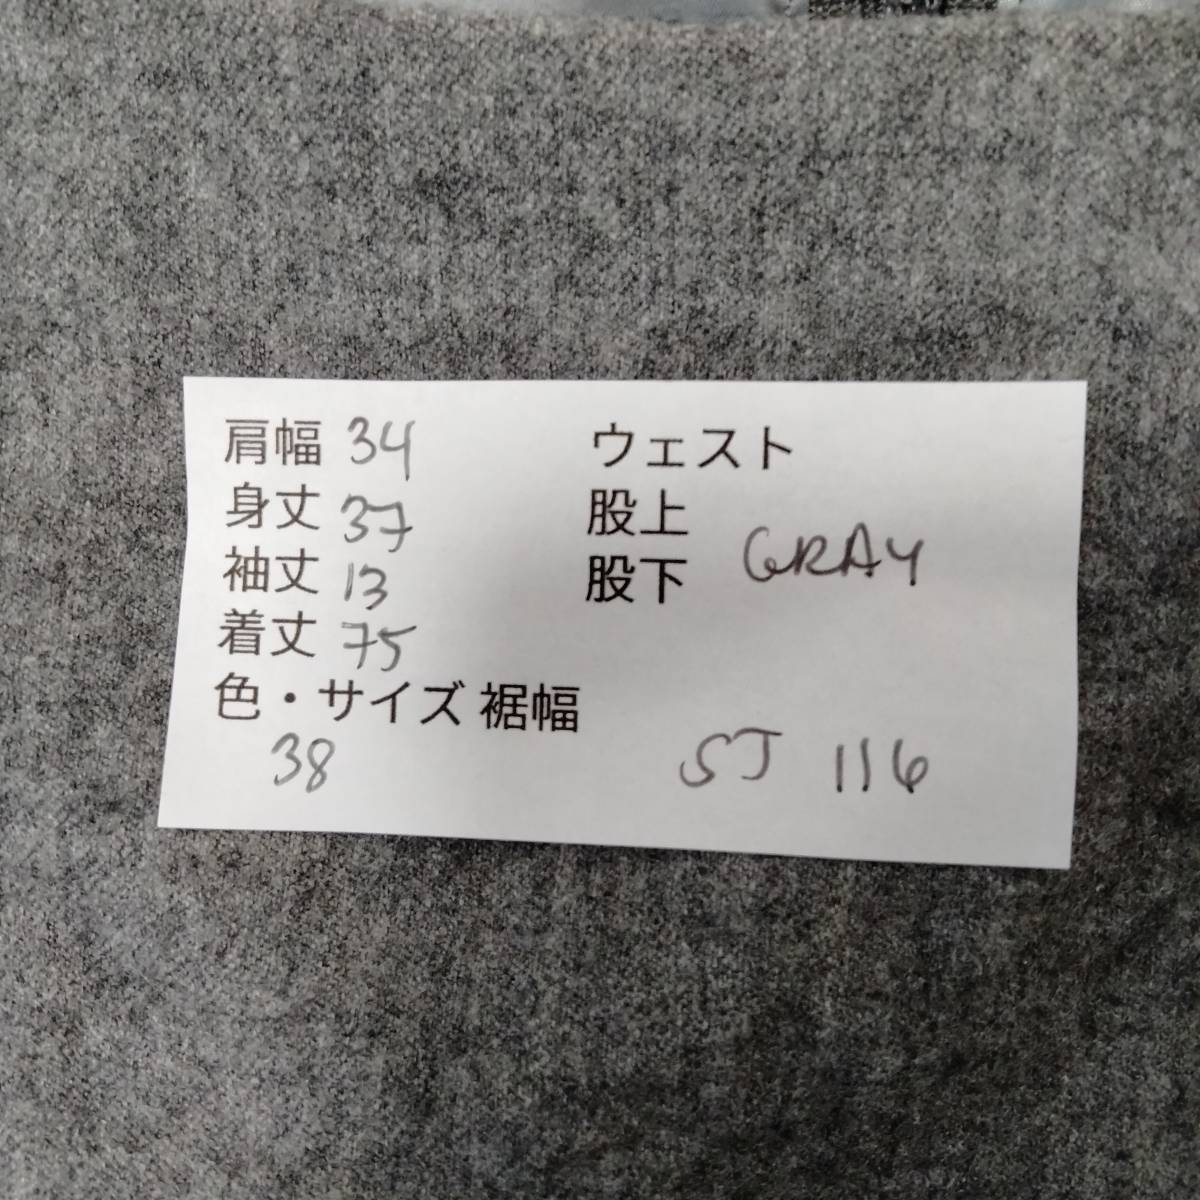 肩幅 34
身丈 37
袖丈 13
着丈 75
色・サイズ 裾幅
38
ウェスト
股上
股下 GRAY
SJ 116